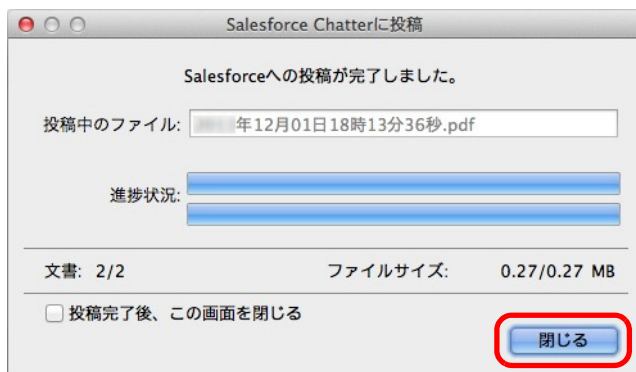 Salesforce Chatterに投稿
Salesforceへの投稿が完了しました。
投稿中のファイル: 年12月01日18時13分36秒.pdf
進捗状況:
文書: 2/2 ファイルサイズ: 0.27/0.27 MB
投稿完了後、この画面を閉じる
閉じる